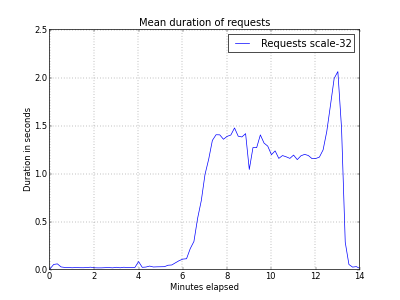 Mean duration of requests
Requests scale-32
2.5
2.0
1.5
1.0
0.5
0.0
Duration in seconds
0 2 4 6 8 10 12 14
Minutes elapsed